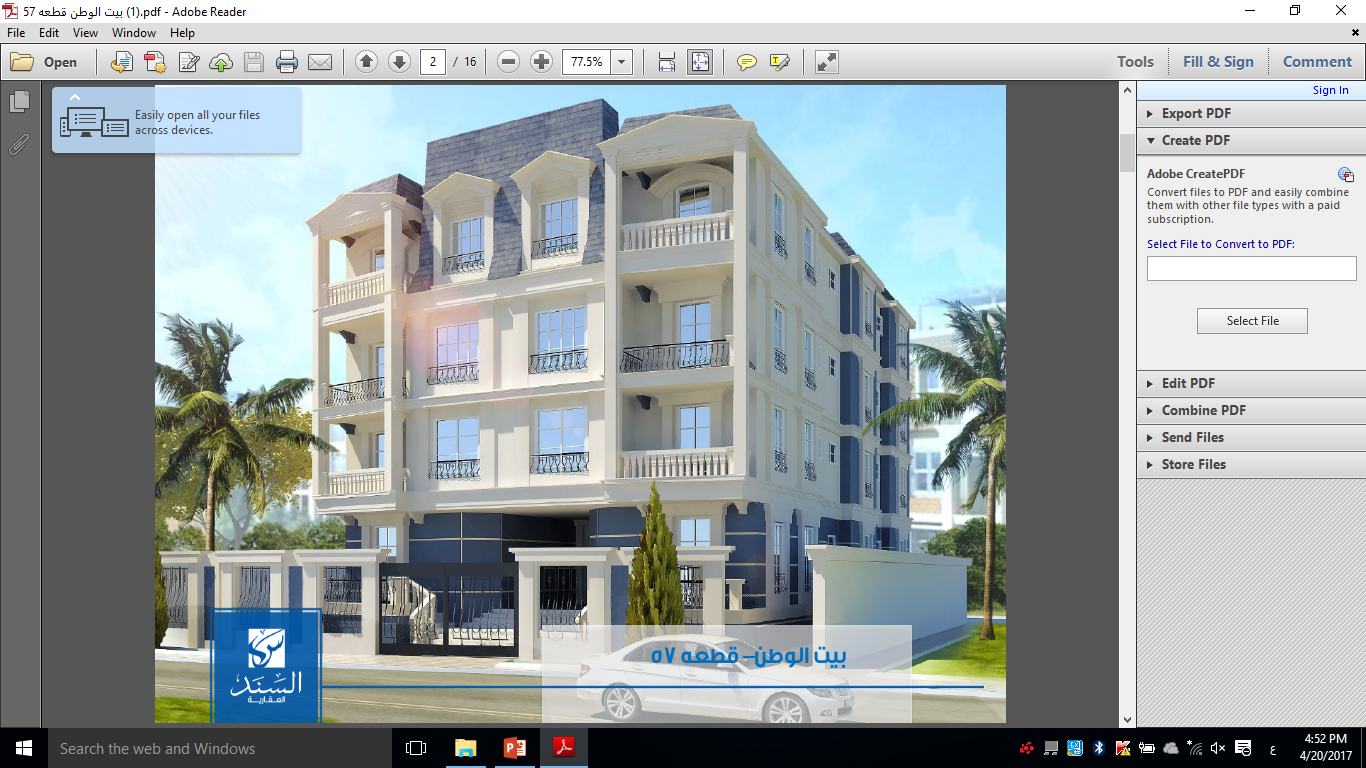 بيت الوطن قطعه 57 (1).pdf - Adobe Reader
File Edit View Window Help
Open 2 / 16 77.5% Tools Fill & Sign Comment
Easily open all your files
across devices.
Sign In
Export PDF
Create PDF
Adobe CreatePDF
Convert files to PDF and easily combine
them with other file types with a paid
subscription.
Select File to Convert to PDF:
Select File
Edit PDF
Combine PDF
Send Files
Store Files
بيت الوطن– قطعه ٥٧
السند
العقارية
Search the web and Windows
ع
4:52 PM
4/20/2017